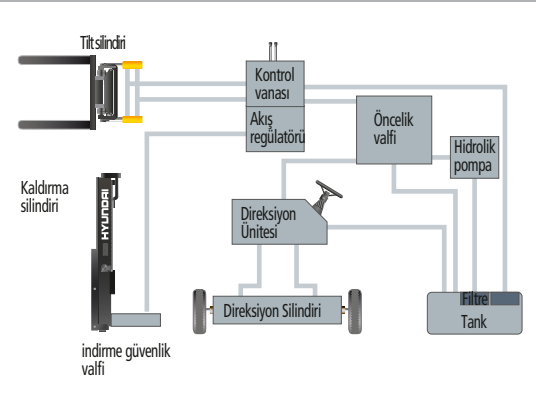 Tilt silindiri
Kontrol
vanası
Akış
regülatörü
Öncelik
valfi
Hidrolik
pompa
Kaldırma
silindiri
HYUNDAI
Direksiyon
Ünitesi
Direksiyon Silindiri
Filtre
Tank
indirme güvenlik
valfi